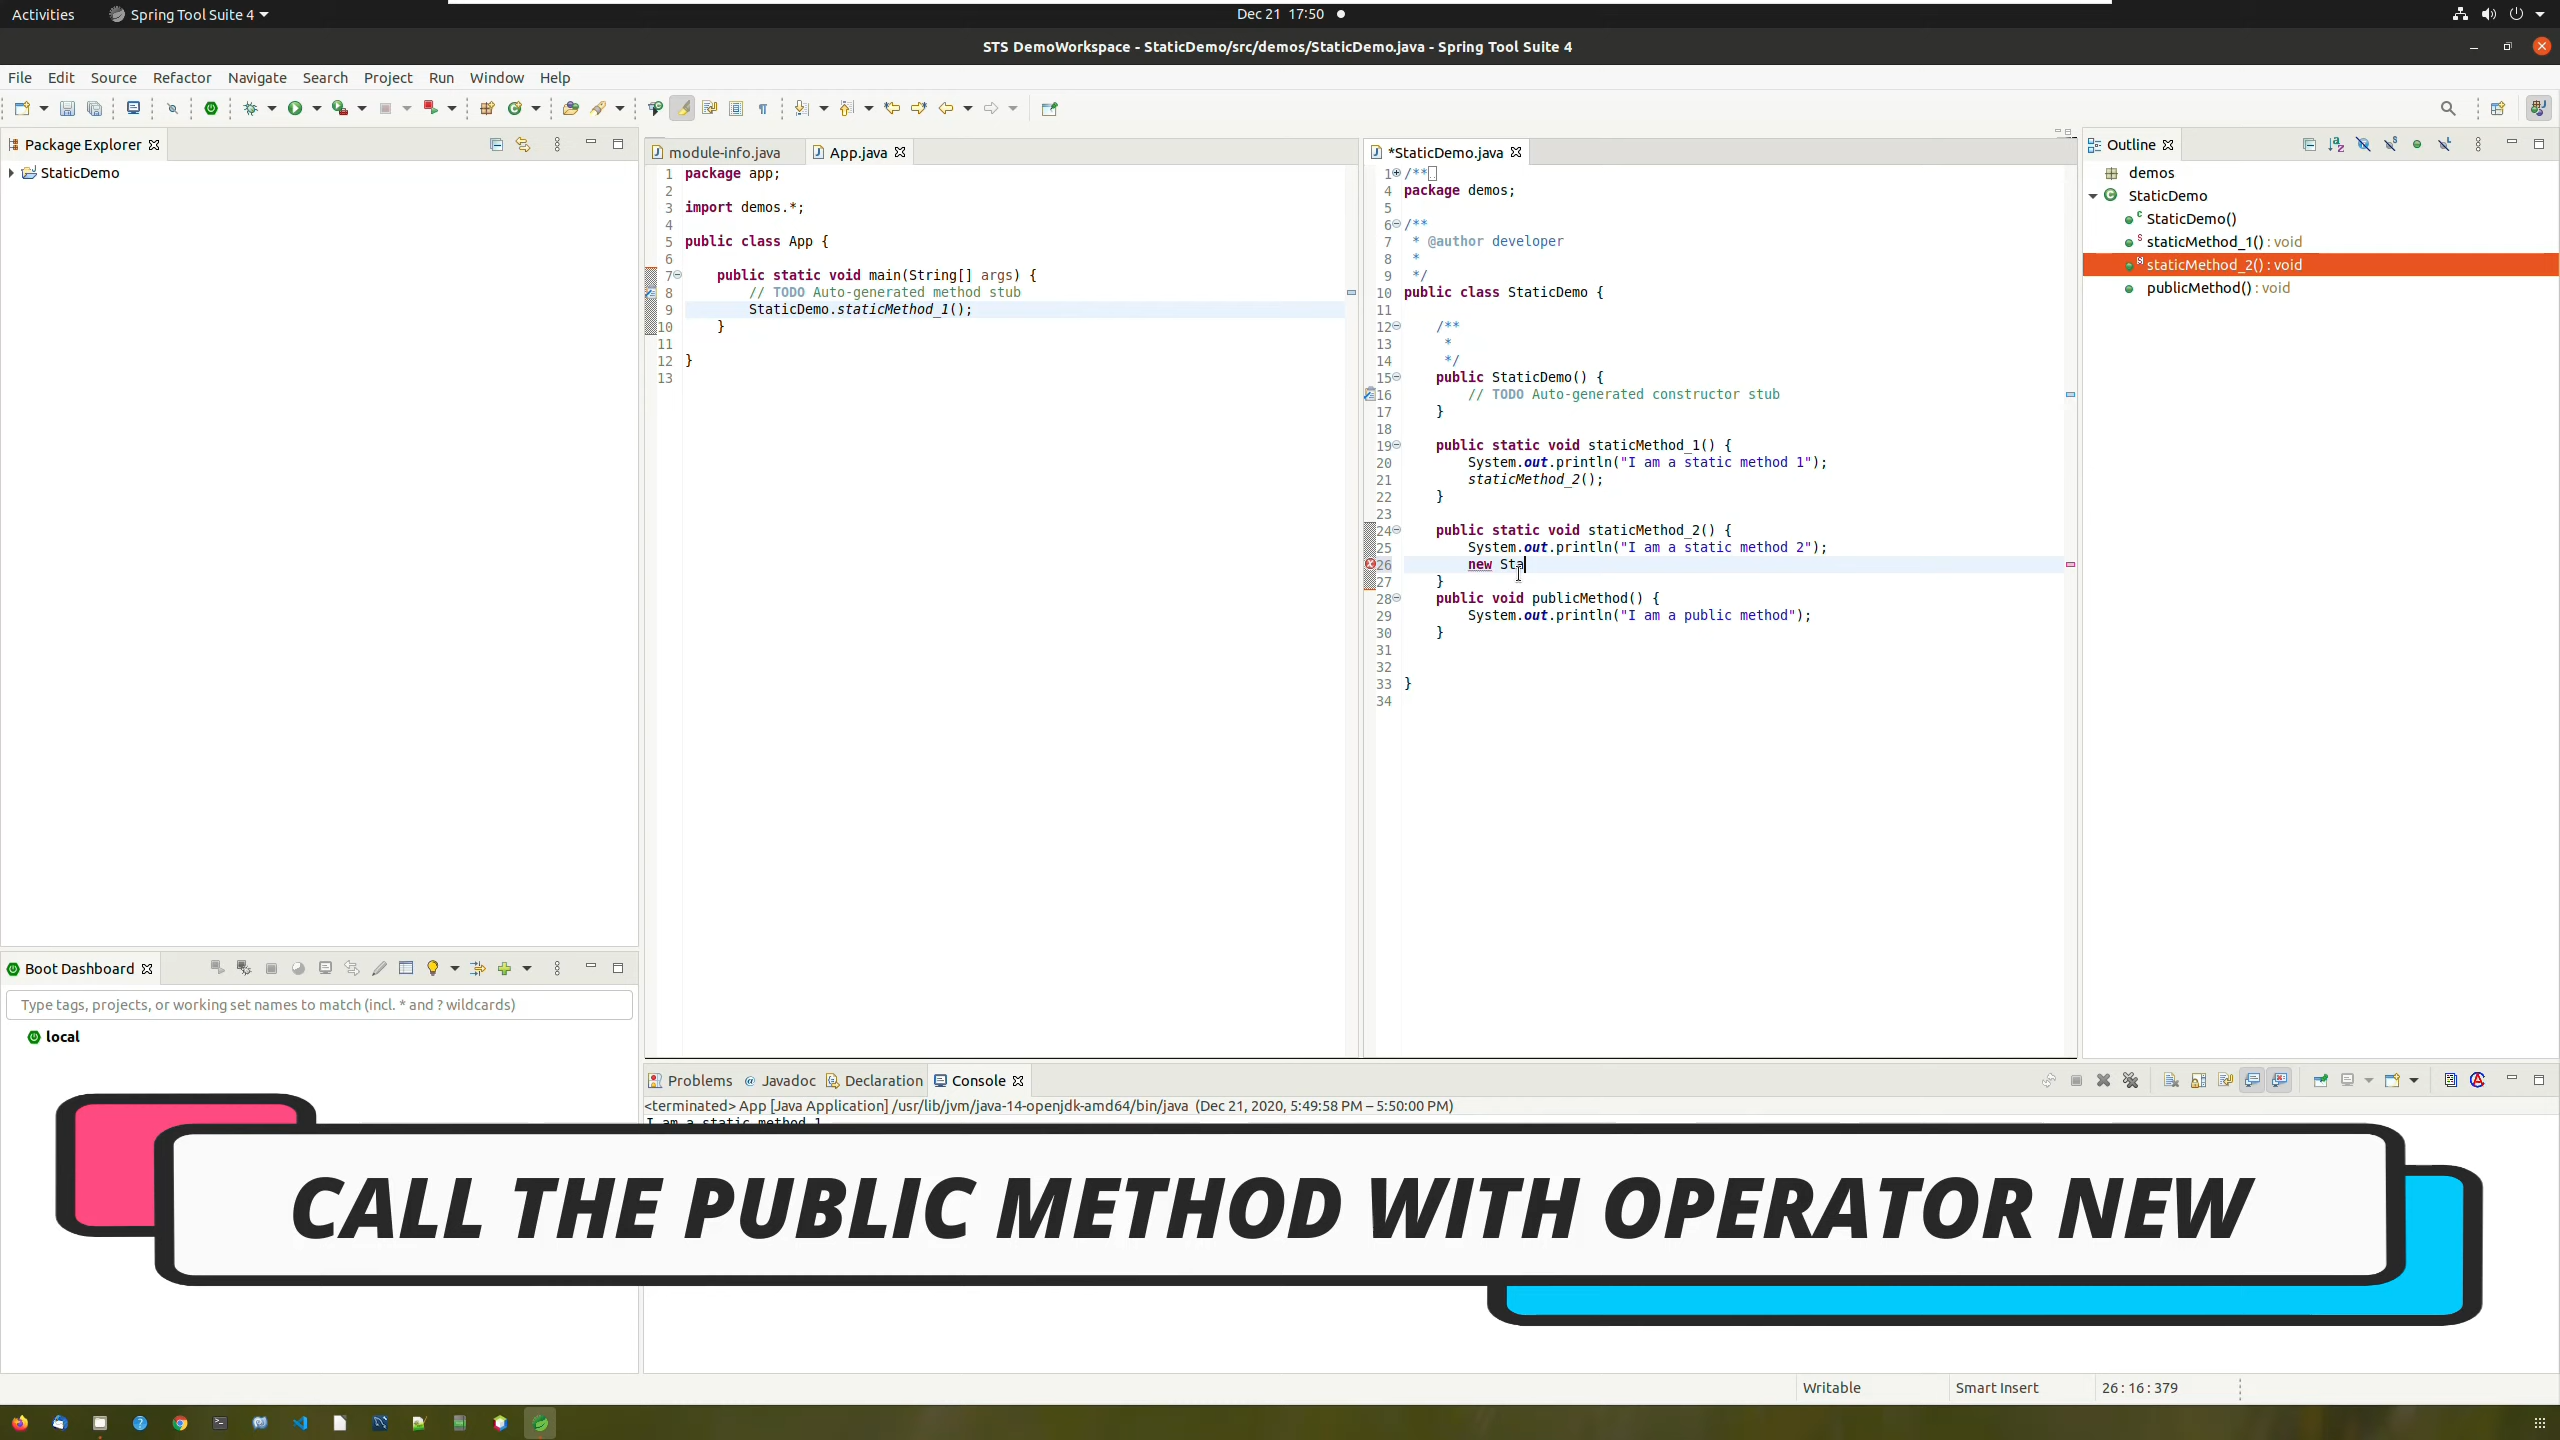 Activities
Spring Tool Suite 4
Dec 21 17:50
STS DemoWorkspace - StaticDemo/src/demos/StaticDemo.java - Spring Tool Suite 4
File Edit Source Refactor Navigate Search Project Run Window Help
Package Explorer
StaticDemo
module-info.java
App.java
1 package app;
2
3 import demos.*;
4
5 public class App {
6
7 public static void main(String[] args) {
8 // TODO Auto-generated method stub
9 StaticDemo.staticMethod_1();
10 }
11
12 }
13
*StaticDemo.java
1 /**
4 package demos;
5
6 /**
7 * @author developer
8 *
9 */
10 public class StaticDemo {
11
12 /**
13 *
14 */
15 public StaticDemo() {
16 // TODO Auto-generated constructor stub
17 }
18
19 public static void staticMethod_1() {
20 System.out.println("I am a static method 1");
21 staticMethod_2();
22 }
23
24 public static void staticMethod_2() {
25 System.out.println("I am a static method 2");
26 new Sta
27 }
28 public void publicMethod() {
29 System.out.println("I am a public method");
30 }
31
32
33 }
34
Outline
demos
StaticDemo
StaticDemo()
staticMethod_1() : void
staticMethod_2() : void
publicMethod() : void
Boot Dashboard
Type tags, projects, or working set names to match (incl. * and ? wildcards)
local
Problems
Javadoc
Declaration
Console
<terminated> App [Java Application] /usr/lib/jvm/java-14-openjdk-amd64/bin/java (Dec 21, 2020, 5:49:58 PM – 5:50:00 PM)
I am a static method 1
CALL THE PUBLIC METHOD WITH OPERATOR NEW
Writable
Smart Insert
26 : 16 : 379